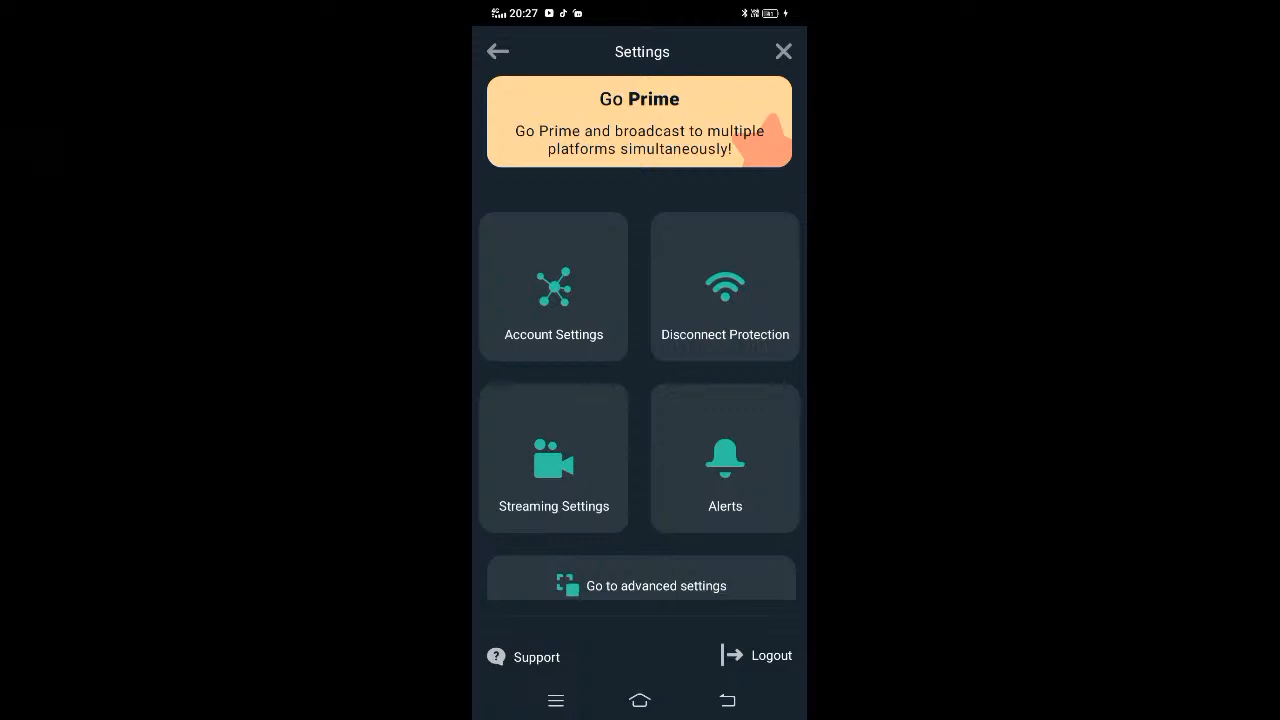 20:27
Settings
Go Prime
Go Prime and broadcast to multiple
platforms simultaneously!
Account Settings
Disconnect Protection
Streaming Settings
Alerts
Go to advanced settings
Support
Logout